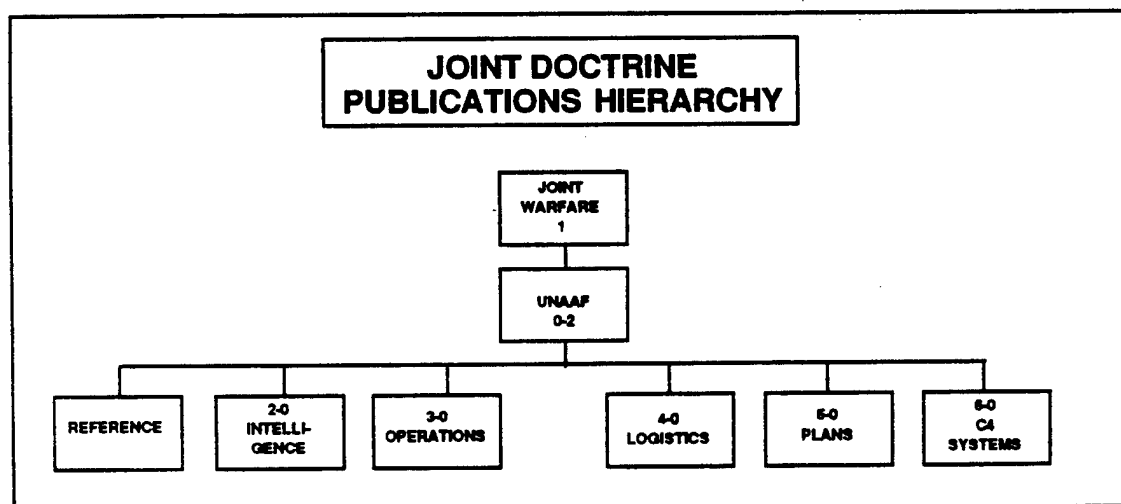 JOINT DOCTRINE
PUBLICATIONS HIERARCHY
JOINT
WARFARE
1
UNAAF
0-2
REFERENCE
2-0
INTELLI-
GENCE
3-0
OPERATIONS
4-0
LOGISTICS
5-0
PLANS
6-0
C4
SYSTEMS